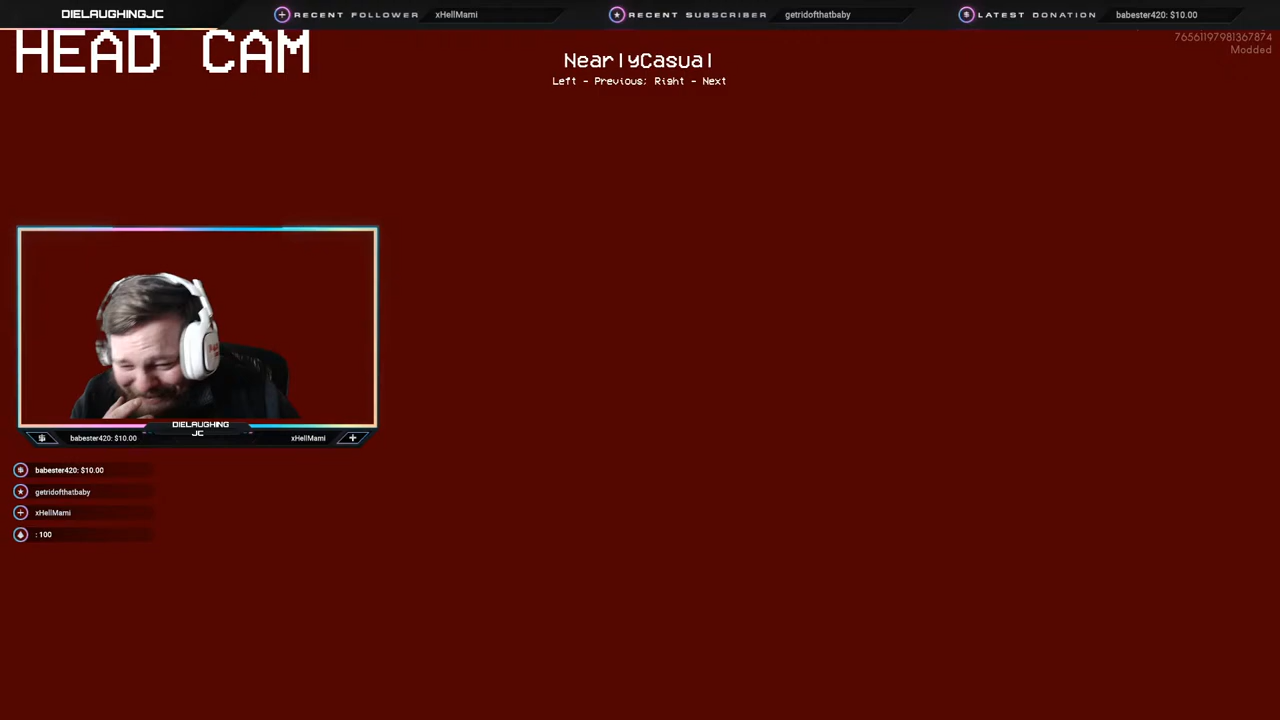 DIELAUGHINGJC
RECENT FOLLOWER xHellMami
RECENT SUBSCRIBER getridofthatbaby
LATEST DONATION babester420: $10.00
76561197981367874
Modded
HEAD CAM
NearlyCasual
Left - Previous; Right - Next
DIELAUGHING
JC
babester420: $10.00
xHellMami
babester420: $10.00
getridofthatbaby
xHellMami
: 100